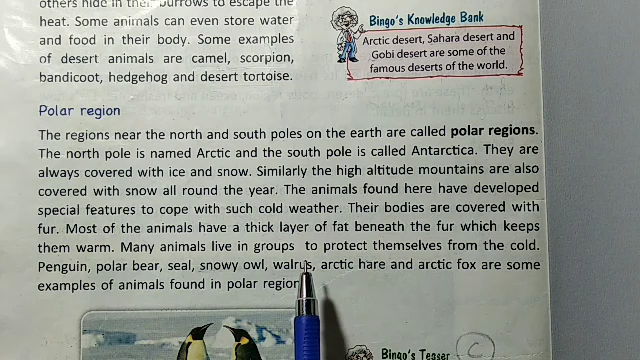 others hide in their burrows to escape the
heat. Some animals can even store water
and food in their body. Some examples
of desert animals are camel, scorpion,
bandicoot, hedgehog and desert tortoise.
Bingo's Knowledge Bank
Arctic desert, Sahara desert and
Gobi desert are some of the
famous deserts of the world.
Polar region
The regions near the north and south poles on the earth are called polar regions.
The north pole is named Arctic and the south pole is called Antarctica. They are
always covered with ice and snow. Similarly the high altitude mountains are also
covered with snow all round the year. The animals found here have developed
special features to cope with such cold weather. Their bodies are covered with
fur. Most of the animals have a thick layer of fat beneath the fur which keeps
them warm. Many animals live in groups to protect themselves from the cold.
Penguin, polar bear, seal, snowy owl, walrus, arctic hare and arctic fox are some
examples of animals found in polar region
Bingo's Teaser
C